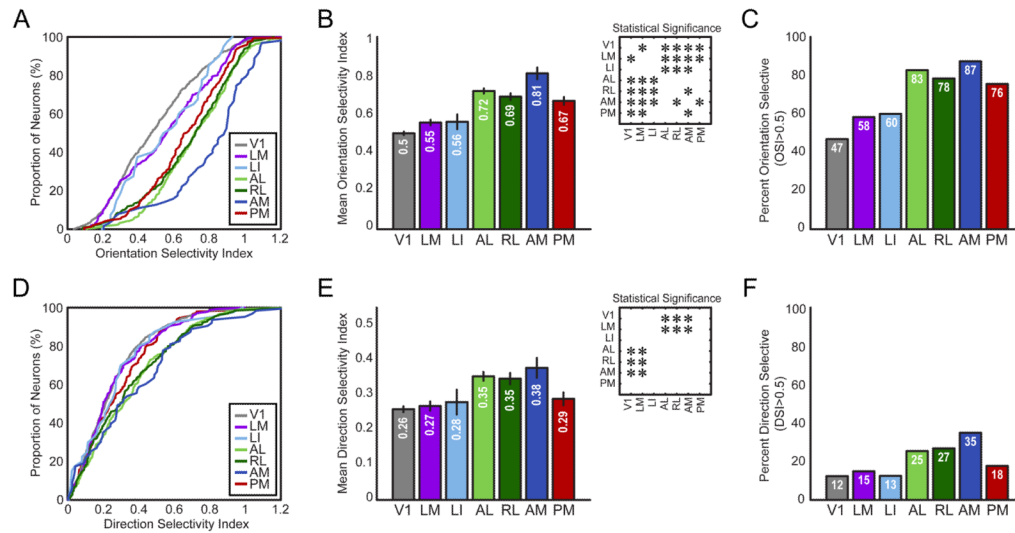 A
Proportion of Neurons (%)
100
80
60
40
20
0
0 0.2 0.4 0.6 0.8 1 1.2
Orientation Selectivity Index
V1
LM
LI
AL
RL
AM
PM
B
Mean Orientation Selectivity Index
1
0.8
0.6
0.4
0.2
0
0.5
0.55
0.56
0.72
0.69
0.81
0.67
V1 LM LI AL RL AM PM
Statistical Significance
V1 * ****
LM * ****
LI ***
AL ***
RL *** *
AM *** * *
PM ** *
V1 LM LI AL RL AM PM
C
Percent Orientation Selective
(OSI>0.5)
100
80
60
40
20
0
47
58
60
83
78
87
76
V1 LM LI AL RL AM PM
D
Proportion of Neurons (%)
100
80
60
40
20
0
0 0.2 0.4 0.6 0.8 1 1.2
Direction Selectivity Index
V1
LM
LI
AL
RL
AM
PM
E
Mean Direction Selectivity Index
0.5
0.4
0.3
0.2
0.1
0
0.26
0.27
0.28
0.35
0.35
0.38
0.29
V1 LM LI AL RL AM PM
Statistical Significance
V1 ***
LM ***
LI
AL **
RL **
AM **
PM
V1 LM LI AL RL AM PM
F
Percent Direction Selective
(DSI>0.5)
100
80
60
40
20
0
12
15
13
25
27
35
18
V1 LM LI AL RL AM PM